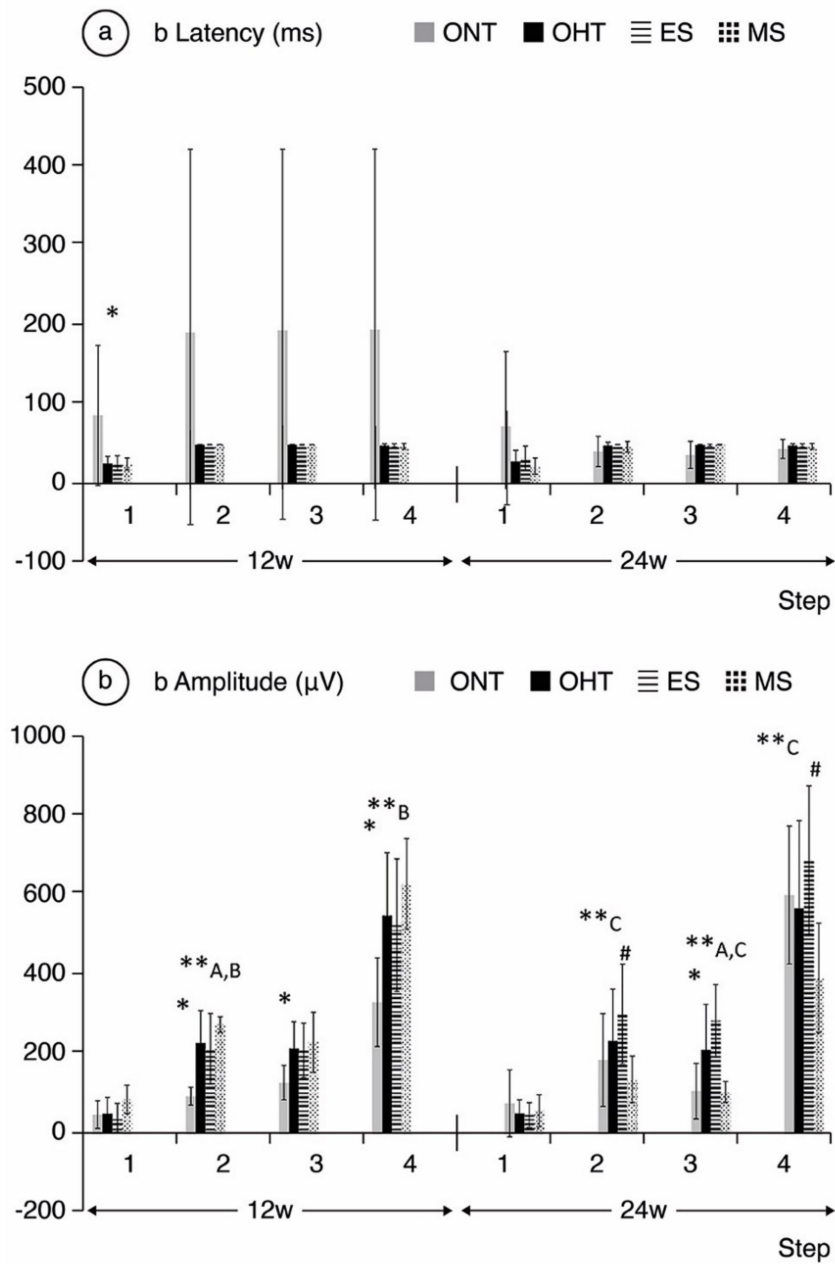 a b Latency (ms) ONT OHT ES MS
500
400
300
*
200
100
0
1 2 3 4 1 2 3 4
-100
12w 24w
Step
b b Amplitude (µV) ONT OHT ES MS
1000
**C
#
800
**B
*
600
**C
#
**A,B
**A,C
400
* * *
200
0
1 2 3 4 1 2 3 4
-200
12w 24w
Step